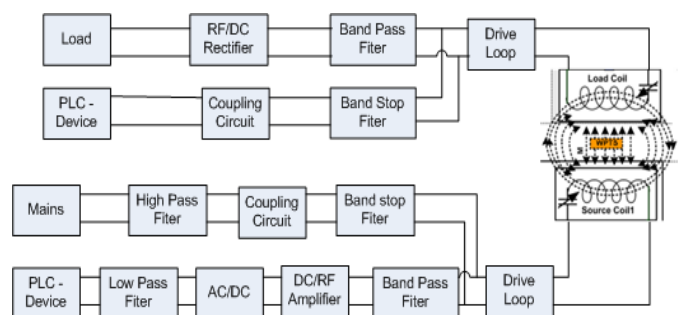 Load
RF/DC
Rectifier
Band Pass
Fiter
Drive
Loop
PLC -
Device
Coupling
Circuit
Band Stop
Fiter
Load Coil
M
WPTS
Source Coil1
Mains
High Pass
Fiter
Coupling
Circuit
Band stop
Fiter
PLC -
Device
Low Pass
Fiter
AC/DC
DC/RF
Amplifier
Band Pass
Fiter
Drive
Loop